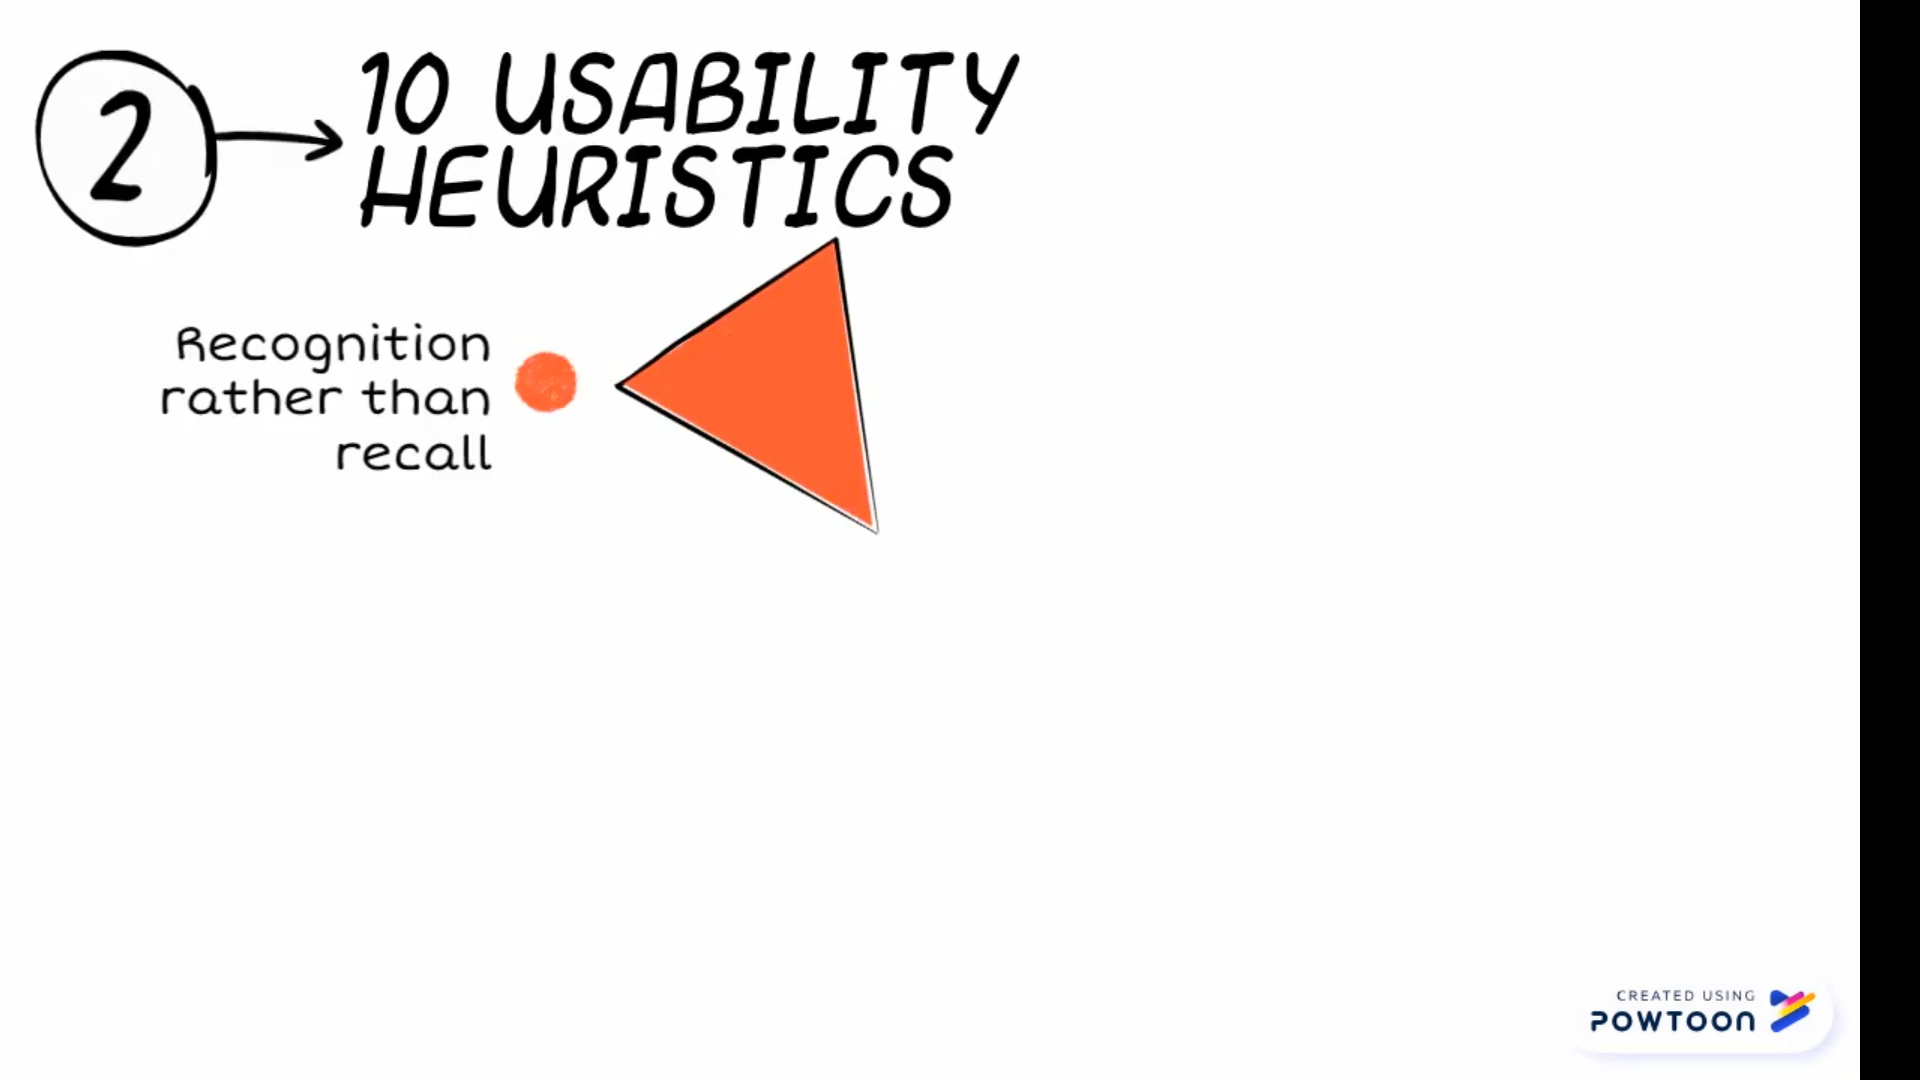 2
10 USABILITY
HEURISTICS
Recognition
rather than
recall
CREATED USING
POWTOON